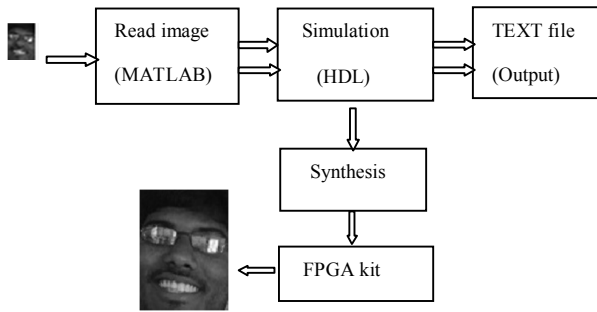 Read image
(MATLAB)
Simulation
(HDL)
TEXT file
(Output)
Synthesis
FPGA kit